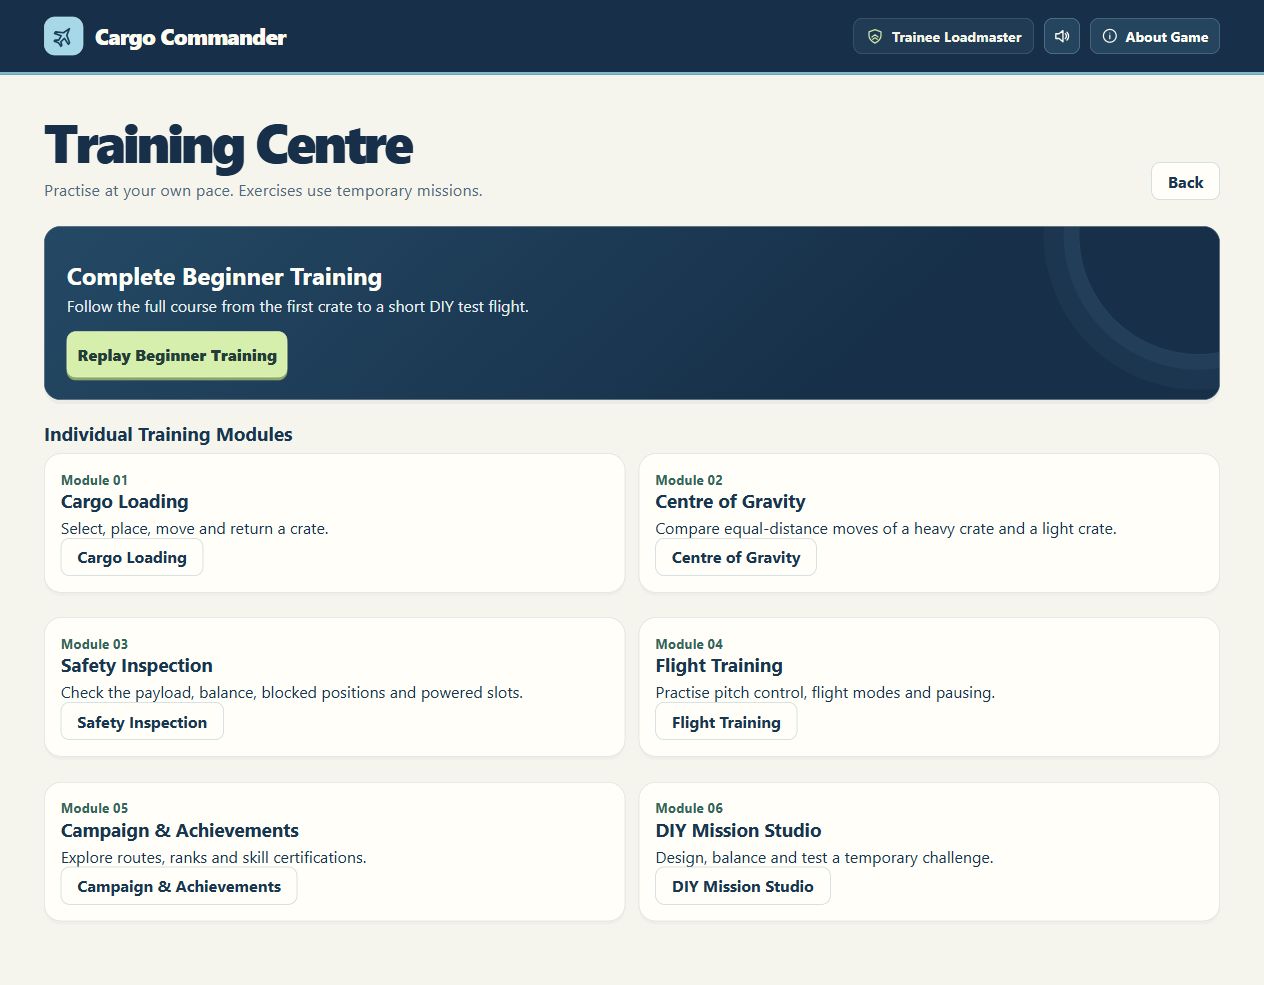 Cargo Commander
Trainee Loadmaster
About Game
Training Centre
Practise at your own pace. Exercises use temporary missions.
Back
Complete Beginner Training
Follow the full course from the first crate to a short DIY test flight.
Replay Beginner Training
Individual Training Modules
Module 01
Cargo Loading
Select, place, move and return a crate.
Cargo Loading
Module 02
Centre of Gravity
Compare equal-distance moves of a heavy crate and a light crate.
Centre of Gravity
Module 03
Safety Inspection
Check the payload, balance, blocked positions and powered slots.
Safety Inspection
Module 04
Flight Training
Practise pitch control, flight modes and pausing.
Flight Training
Module 05
Campaign & Achievements
Explore routes, ranks and skill certifications.
Campaign & Achievements
Module 06
DIY Mission Studio
Design, balance and test a temporary challenge.
DIY Mission Studio